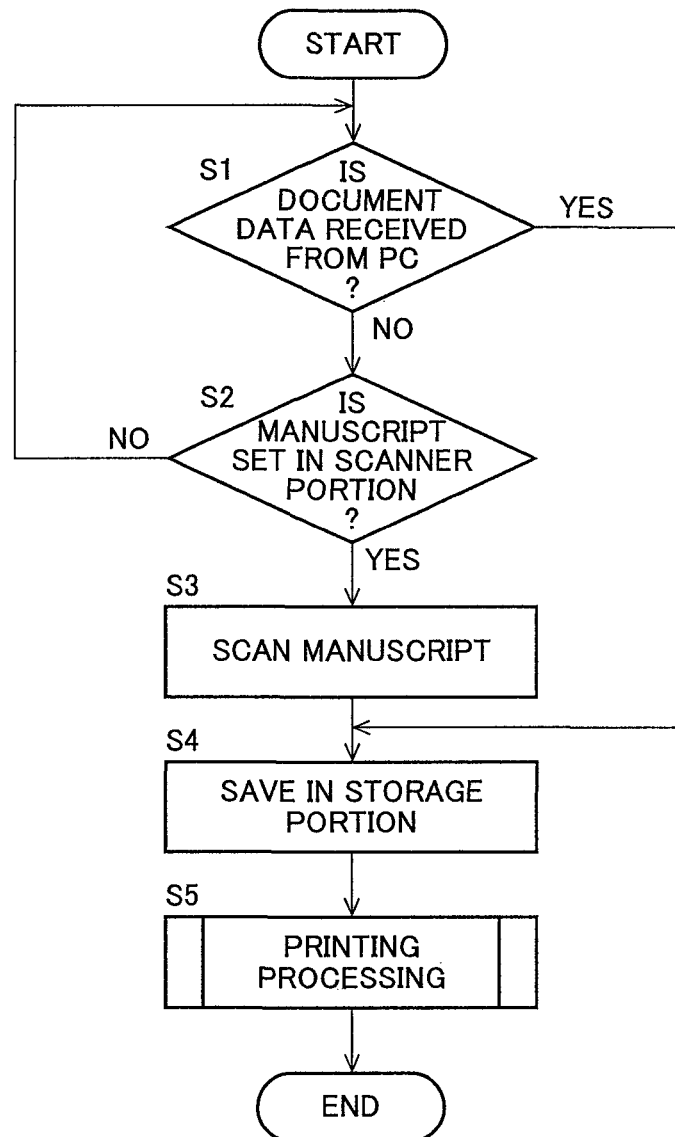 START
S1
IS
DOCUMENT
DATA RECEIVED
FROM PC
?
YES
NO
S2
IS
MANUSCRIPT
SET IN SCANNER
PORTION
?
NO
YES
S3
SCAN MANUSCRIPT
S4
SAVE IN STORAGE
PORTION
S5
PRINTING
PROCESSING
END